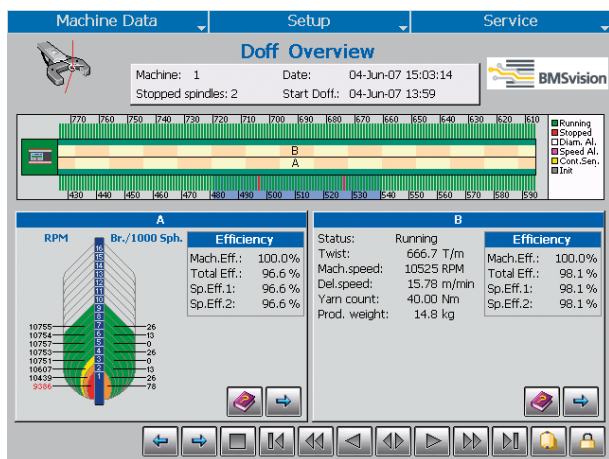 Machine Data Setup Service
Doff Overview
Machine: 1 Date: 04-Jun-07 15:03:14
Stopped spindles: 2 Start Doff.: 04-Jun-07 13:59
BMSvision
770 760 750 740 730 720 710 700 690 680 670 660 650 640 630 620 610
B
A
430 440 450 460 470 480 490 500 510 520 530 540 550 560 570 580 590
Running
Stopped
Diam. Al.
Speed Al.
Cont.Sen.
Init
A
RPM Br./1000 Sph.
16
15
14
13
12
11
10
9
8
7
6
5
4
3
2
1
10755 26
10754 13
10757 0
10753 26
10751 0
10607 13
10439 26
9386 78
Efficiency
Mach.Eff.: 100.0%
Total Eff.: 96.6 %
Sp.Eff.1: 96.6 %
Sp.Eff.2: 96.6 %
B
Status: Running
Twist: 666.7 T/m
Mach.speed: 10525 RPM
Del.speed: 15.78 m/min
Yarn count: 40.00 Nm
Prod. weight: 14.8 kg
Efficiency
Mach.Eff.: 100.0%
Total Eff.: 98.1 %
Sp.Eff.1: 98.1 %
Sp.Eff.2: 98.1 %